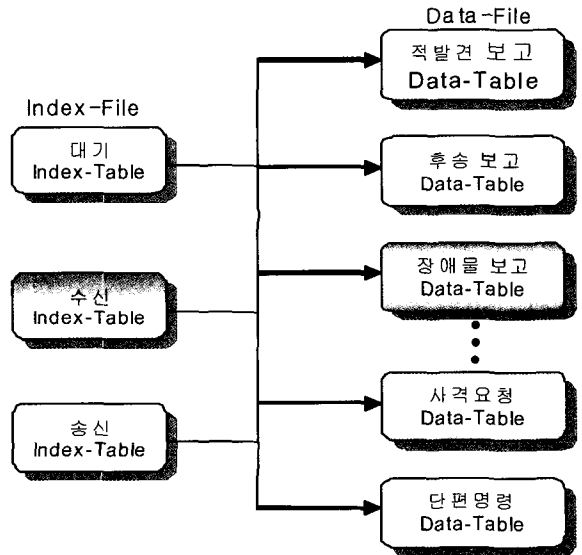 Index-File
대기
Index-Table
수신
Index-Table
송신
Index-Table
Data-File
적발견 보고
Data-Table
후송 보고
Data-Table
장애물 보고
Data-Table
사격요청
Data-Table
단편명령
Data-Table